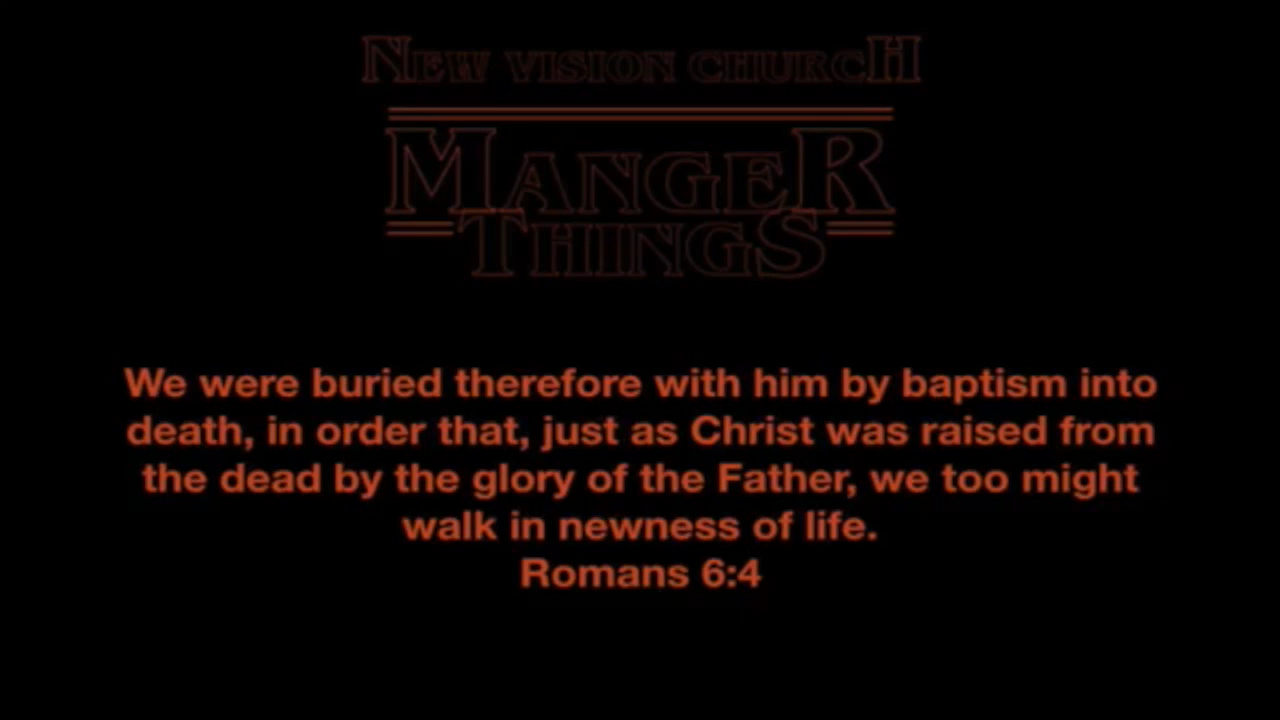 NEW VISION CHURCH
MANGER
THINGS
We were buried therefore with him by baptism into
death, in order that, just as Christ was raised from
the dead by the glory of the Father, we too might
walk in newness of life.
Romans 6:4